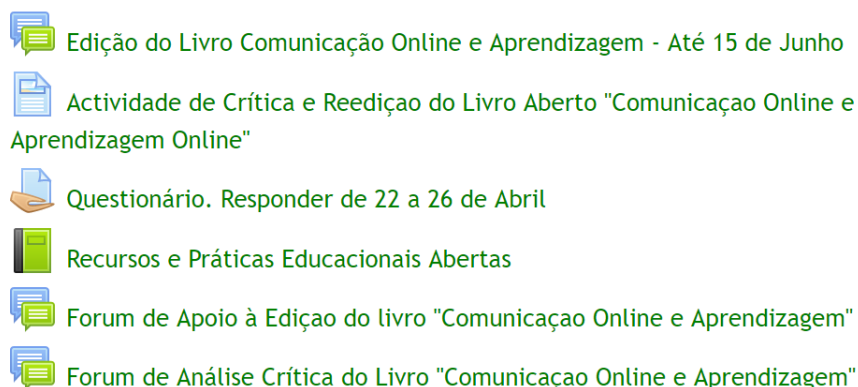 Edição do Livro Comunicação Online e Aprendizagem - Até 15 de Junho
Actividade de Crítica e Reediçao do Livro Aberto "Comunicaçao Online e
Aprendizagem Online"
Questionário. Responder de 22 a 26 de Abril
Recursos e Práticas Educacionais Abertas
Forum de Apoio à Ediçao do livro "Comunicaçao Online e Aprendizagem"
Forum de Análise Crítica do Livro "Comunicaçao Online e Aprendizagem"